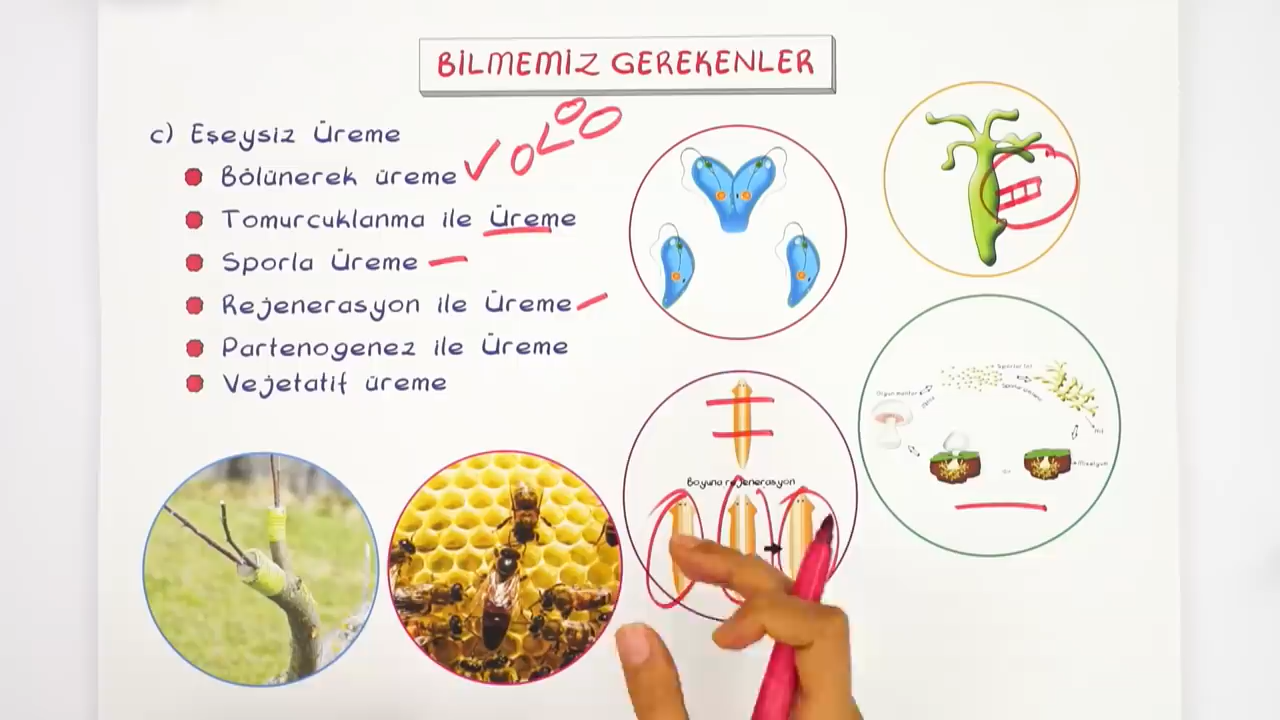 BİLMEMİZ GEREKENLER
c) Eşeysiz Üreme
Bölünerek üreme
Tomurcuklanma ile Üreme
Sporla Üreme
Rejenerasyon ile Üreme
Partenogenez ile Üreme
Vejetatif üreme
Boyuna rejenerasyon